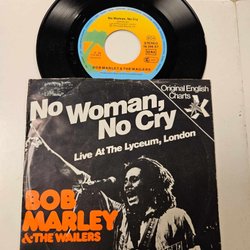 No Woman, No Cry
BOB MARLEY & THE WAILERS
No Woman,
No Cry
Original English
Charts
Live At The Lyceum, London
BOB
MARLEY
& THE WAILERS